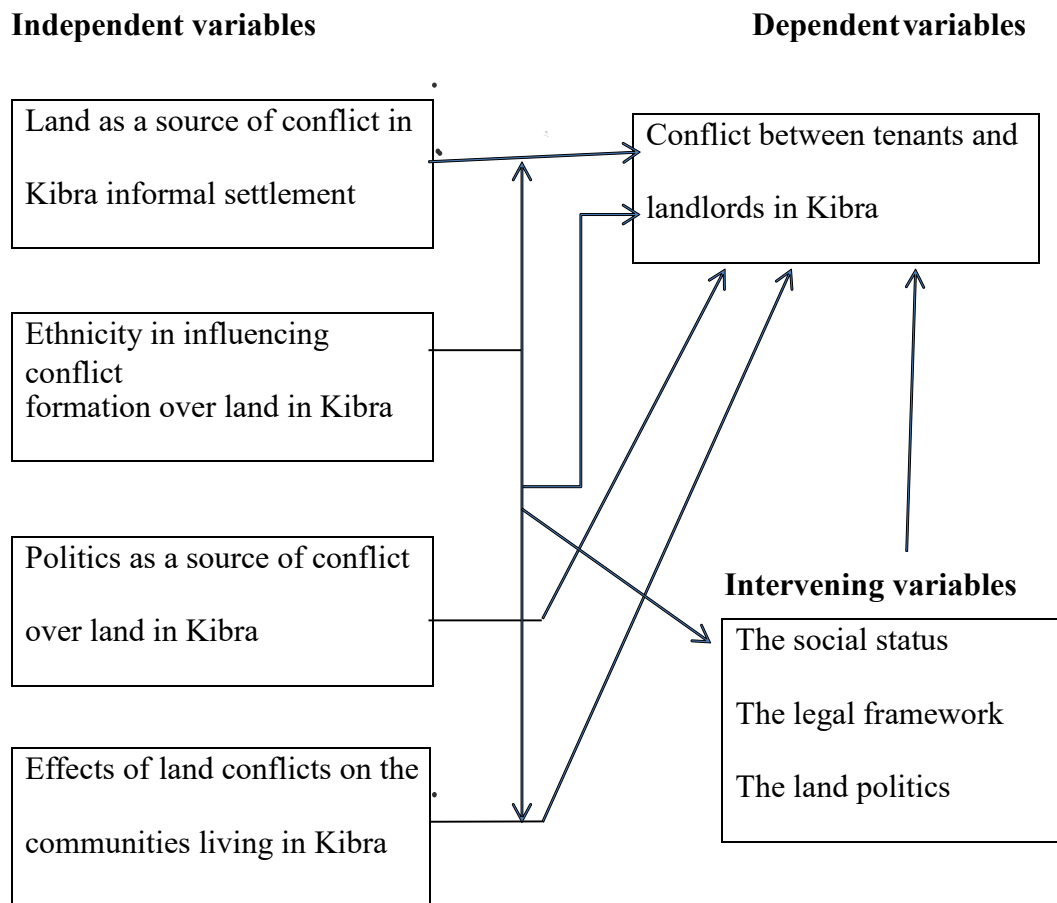 Independent variables
Dependent variables
Land as a source of conflict in
Kibra informal settlement
Conflict between tenants and
landlords in Kibra
Ethnicity in influencing
conflict
formation over land in Kibra
Politics as a source of conflict
over land in Kibra
Intervening variables
The social status
The legal framework
The land politics
Effects of land conflicts on the
communities living in Kibra